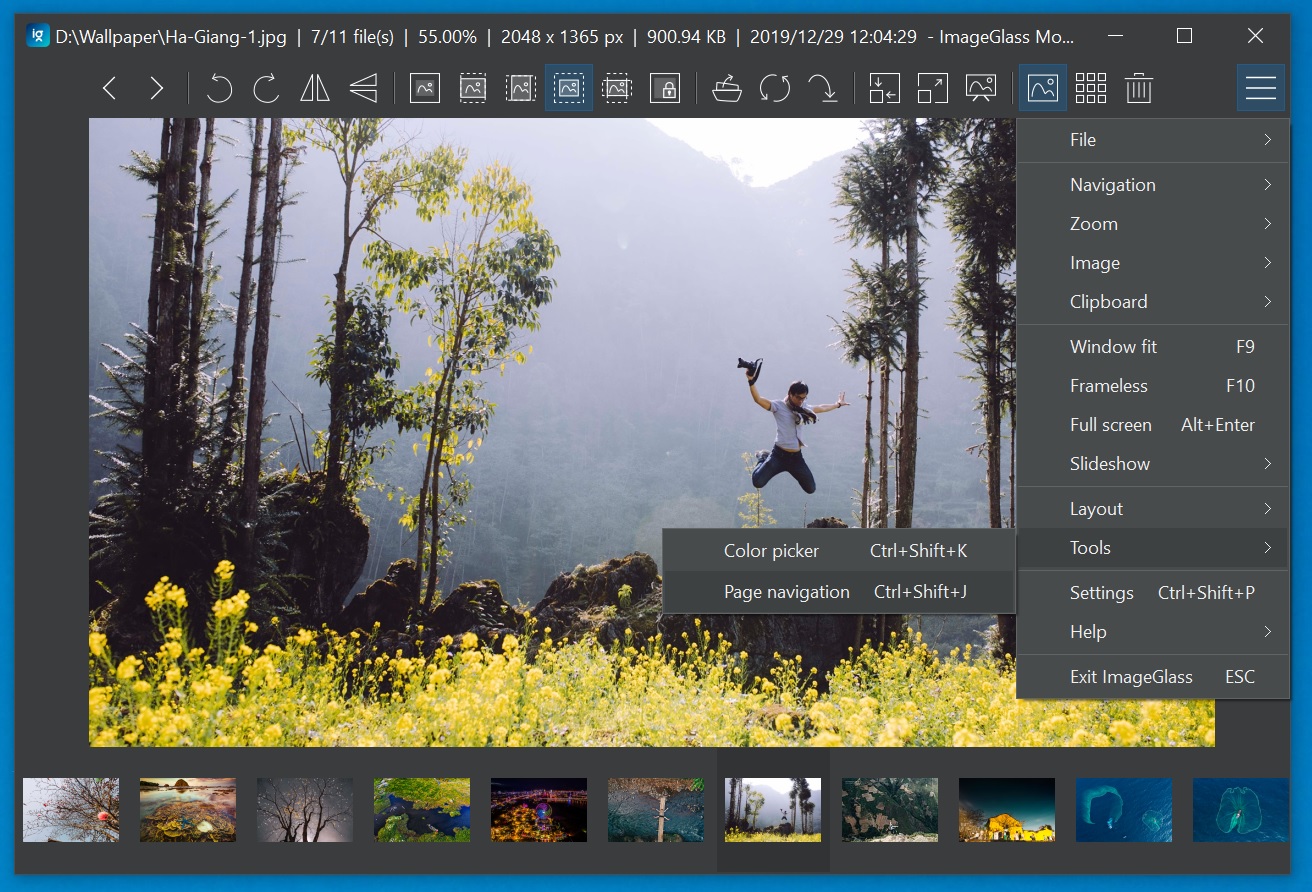 ig D:\Wallpaper\Ha-Giang-1.jpg | 7/11 file(s) | 55.00% | 2048 x 1365 px | 900.94 KB | 2019/12/29 12:04:29 - ImageGlass Mo...
File
Navigation
Zoom
Image
Clipboard
Window fit F9
Frameless F10
Full screen Alt+Enter
Slideshow
Layout
Tools
Color picker Ctrl+Shift+K
Page navigation Ctrl+Shift+J
Settings Ctrl+Shift+P
Help
Exit ImageGlass ESC